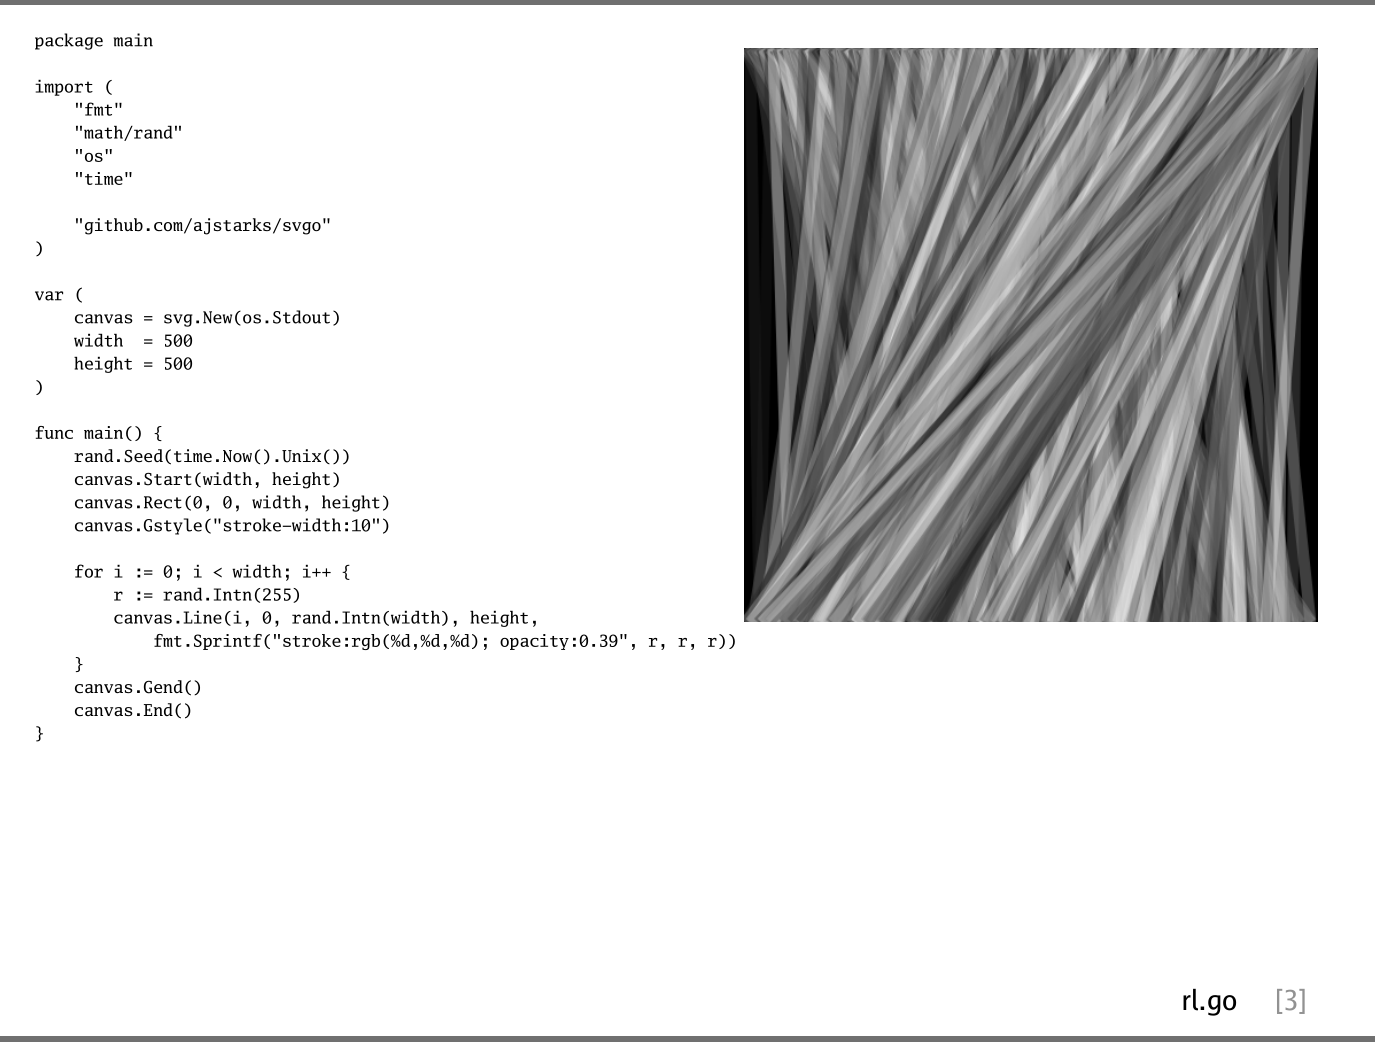 package main

import (
    "fmt"
    "math/rand"
    "os"
    "time"

    "github.com/ajstarks/svgo"
)

var (
    canvas = svg.New(os.Stdout)
    width  = 500
    height = 500
)

func main() {
    rand.Seed(time.Now().Unix())
    canvas.Start(width, height)
    canvas.Rect(0, 0, width, height)
    canvas.Gstyle("stroke-width:10")

    for i := 0; i < width; i++ {
        r := rand.Intn(255)
        canvas.Line(i, 0, rand.Intn(width), height,
            fmt.Sprintf("stroke:rgb(%d,%d,%d); opacity:0.39", r, r, r))
    }
    canvas.Gend()
    canvas.End()
}
rl.go [3]